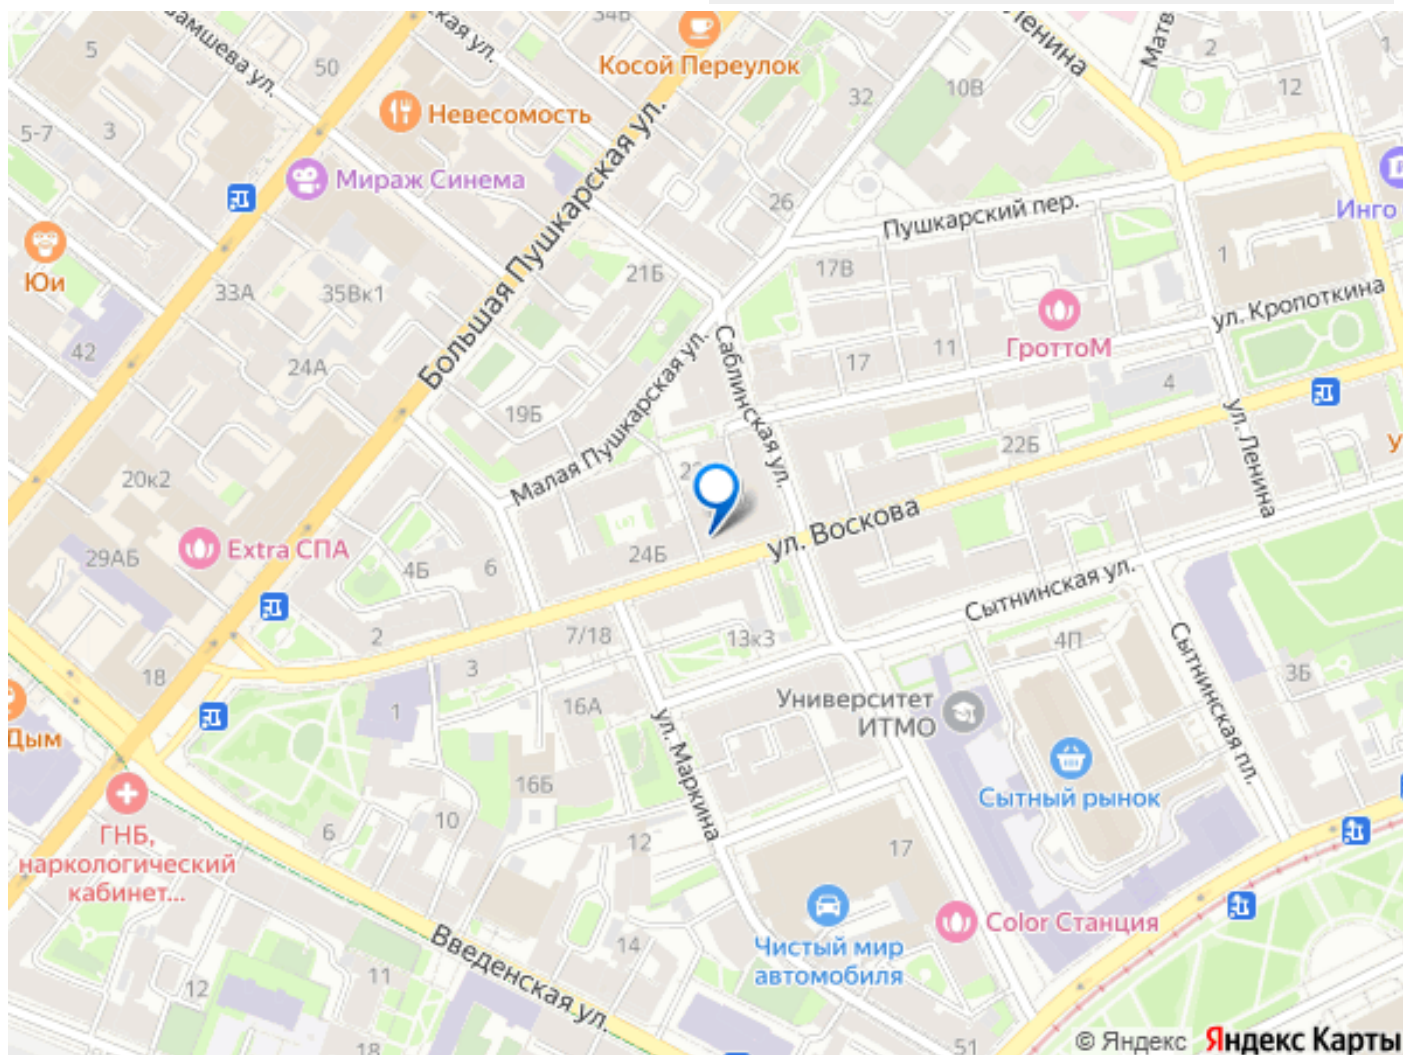 34Б
Ленина
Матв
2
1
5
50
Косой Переулок
10В
12
32
Невесомость
5-7
3
Мираж Синема
Большая Пушкарская ул.
26
Пушкарский пер.
Инго
Юи
33А
35Вк1
21Б
17В
1
ул. Кропоткина
42
24А
Саблинская ул.
17
11
ГроттоМ
4
19Б
Малая Пушкарская ул.
22Б
ул. Ленина
20к2
ул. Воскова
29АБ
Extra СПА
4Б
6
24Б
Сытнинская ул.
2
7/18
13к3
4П
Сытнинская пл.
18
3
3Б
1
16А
Университет
ИТМО
Дым
ул. Маркина
16Б
Сытный рынок
ГНБ,
наркологический
кабинет...
6
10
12
17
Чистый мир
автомобиля
Color Станция
Введенская ул.
14
11
12
18
51
© Яндекс Яндекс Карты